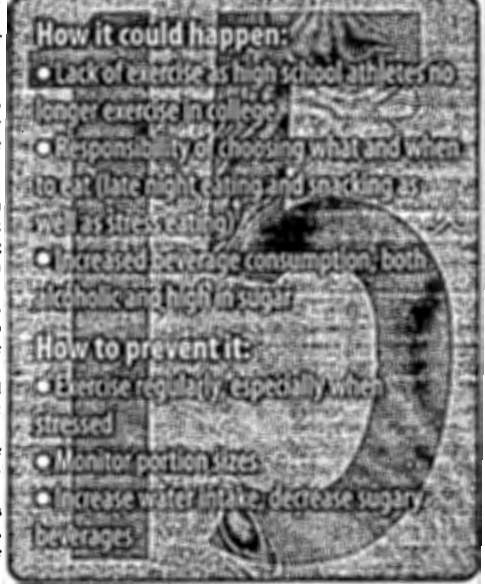 How it could happen:
• Lack of exercise as high school athletes no
longer exercise in college
• Responsibility of choosing what and when
to eat (late night eating and snacking as
well as stress eating)
• Increased beverage consumption, both
alcoholic and high in sugar
How to prevent it:
• Exercise regularly, especially when
stressed
• Monitor portion sizes
• Increase water intake, decrease sugary
beverages
15